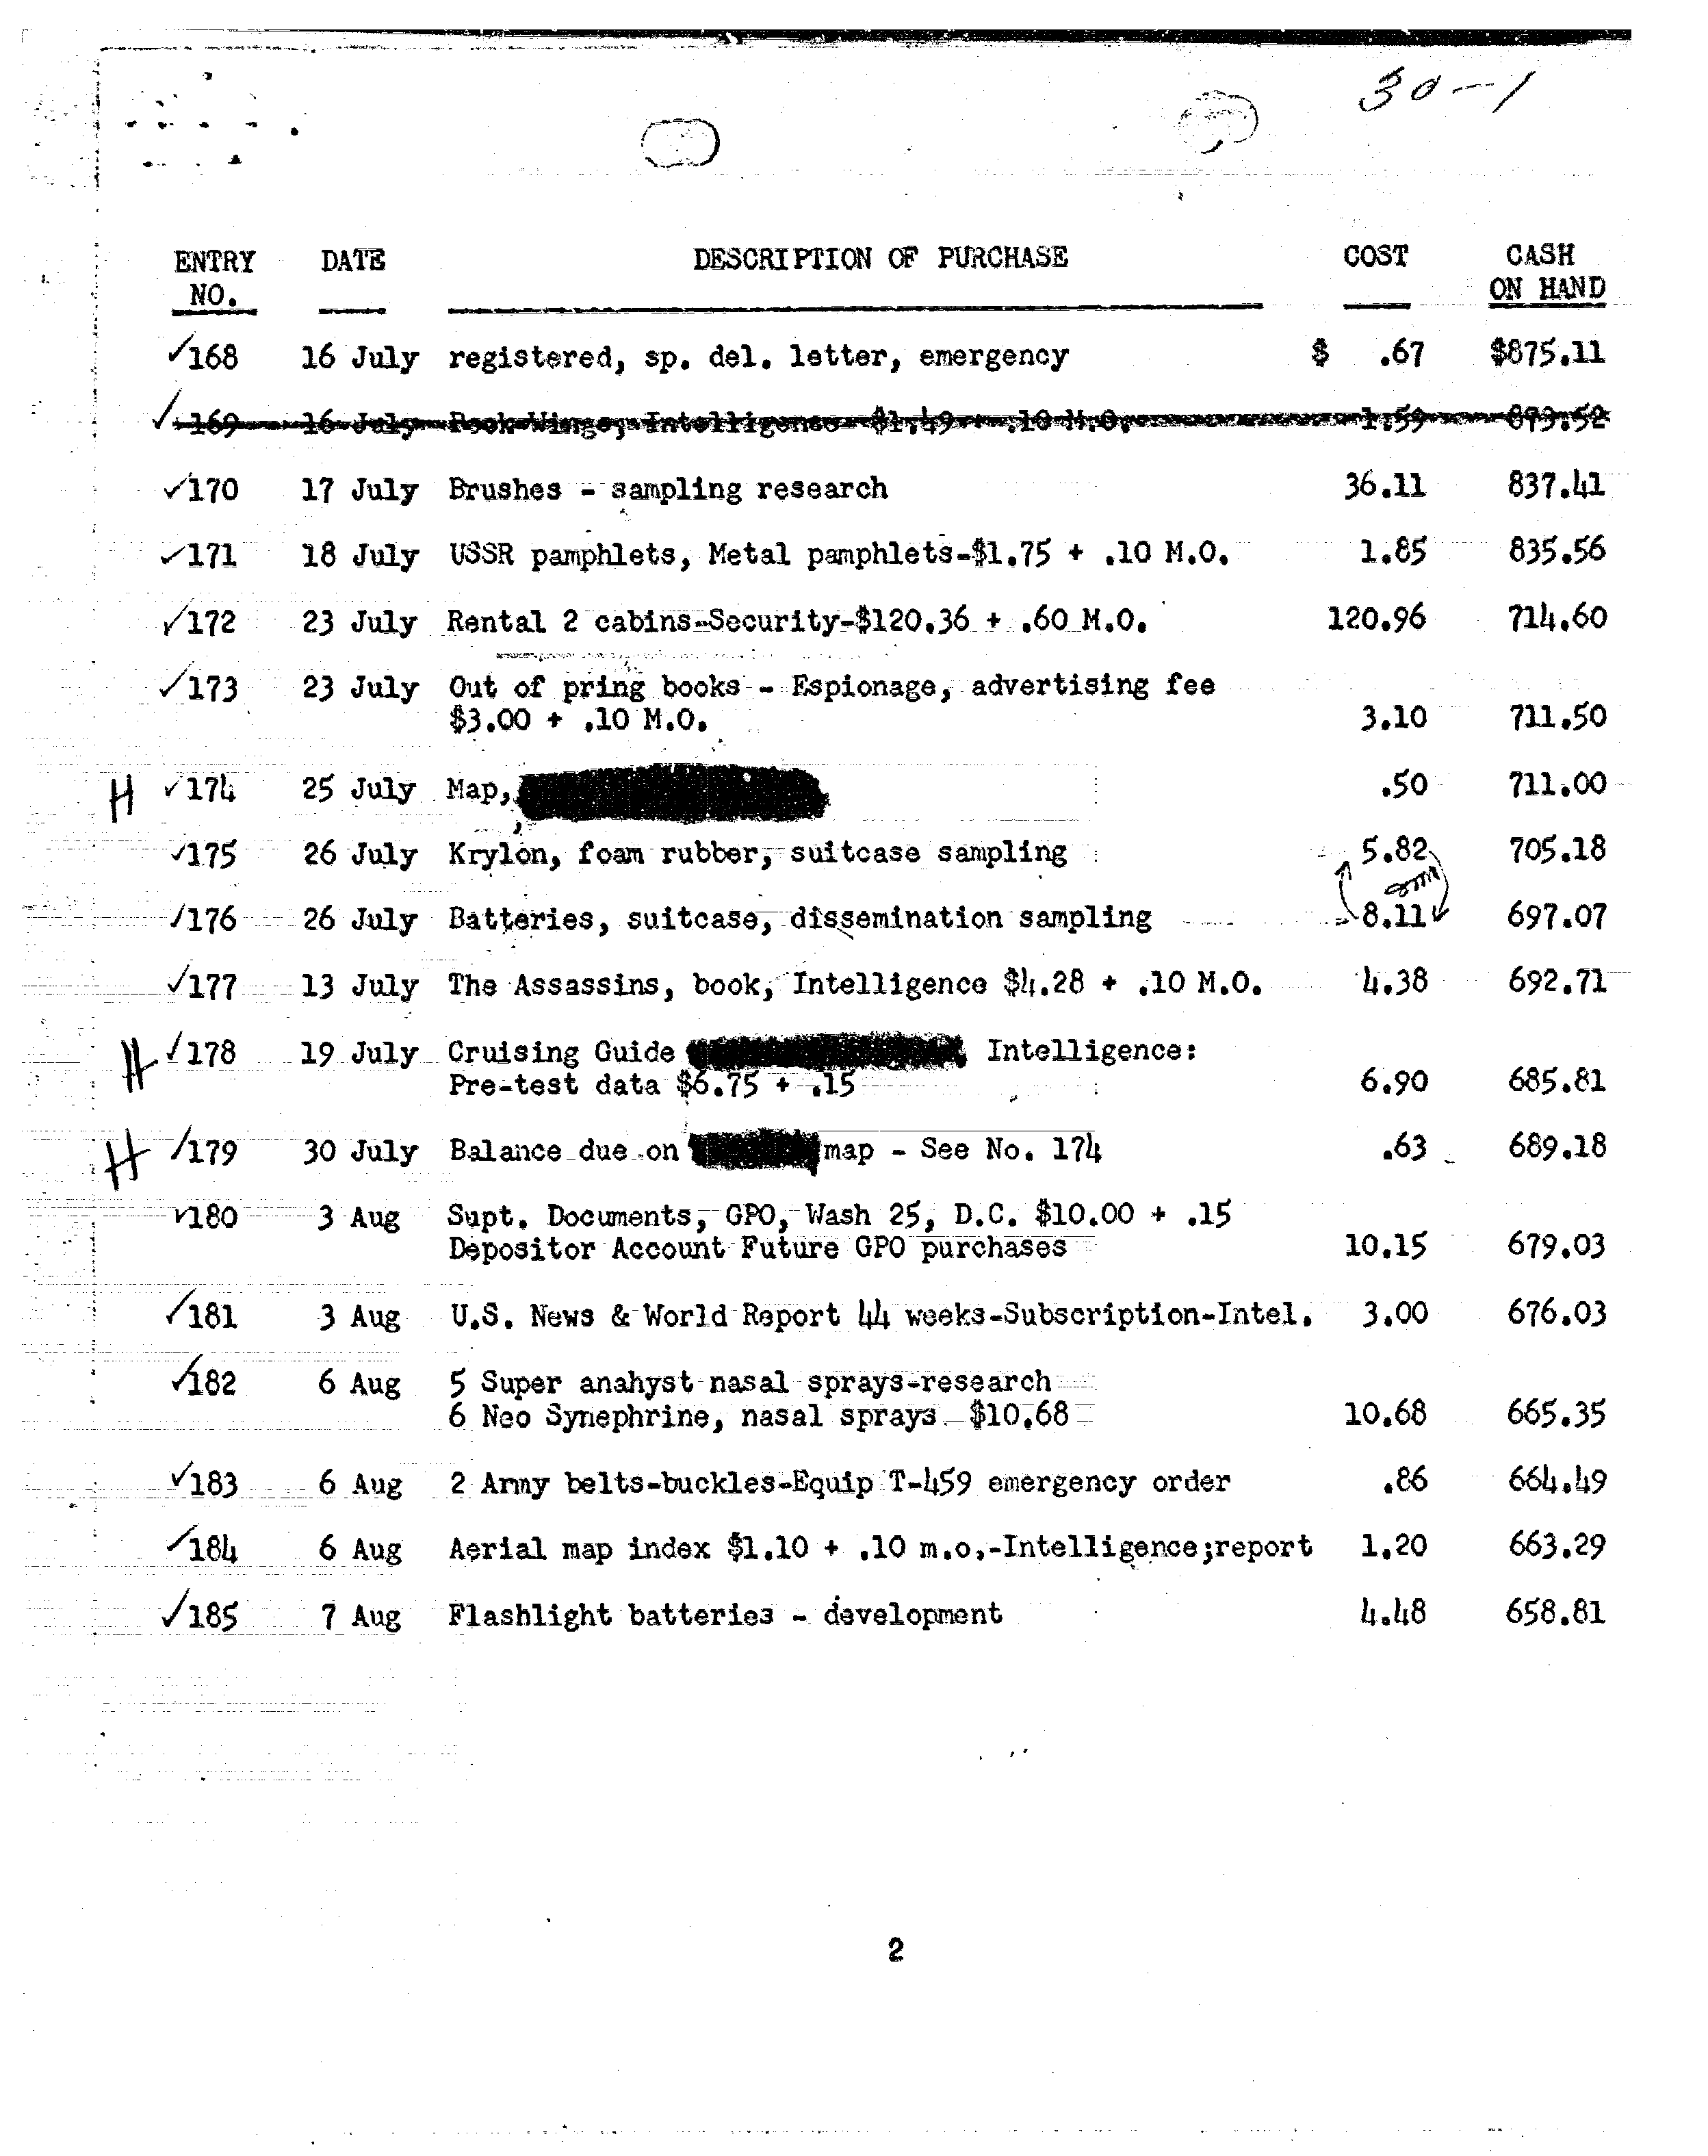 30-1
ENTRY NO. DATE DESCRIPTION OF PURCHASE COST CASH ON HAND
✓168 16 July registered, sp. del. letter, emergency $ .67 $875.11
✓169 16 July Book Wings, Intelligence $1.49 + .10 M.O. 1.59 873.52
✓170 17 July Brushes - sampling research 36.11 837.41
✓171 18 July USSR pamphlets, Metal pamphlets-$1.75 + .10 M.O. 1.85 835.56
✓172 23 July Rental 2 cabins-Security-$120.36 + .60 M.O. 120.96 714.60
✓173 23 July Out of pring books - Espionage, advertising fee
$3.00 + .10 M.O. 3.10 711.50
H ✓174 25 July Map, .50 711.00
✓175 26 July Krylon, foam rubber, suitcase sampling 5.82 705.18
✓176 26 July Batteries, suitcase, dissemination sampling 8.11 697.07
✓177 13 July The Assassins, book, Intelligence $4.28 + .10 M.O. 4.38 692.71
H ✓178 19 July Cruising Guide Intelligence:
Pre-test data $6.75 + .15 6.90 685.81
H ✓179 30 July Balance due on map - See No. 174 .63 689.18
✓180 3 Aug Supt. Documents, GPO, Wash 25, D.C. $10.00 + .15
Depositor Account Future GPO purchases 10.15 679.03
✓181 3 Aug U.S. News & World Report 44 weeks-Subscription-Intel. 3.00 676.03
✓182 6 Aug 5 Super anahyst nasal sprays-research
6 Neo Synephrine, nasal sprays $10.68 10.68 665.35
✓183 6 Aug 2 Army belts-buckles-Equip T-459 emergency order .86 664.49
✓184 6 Aug Aerial map index $1.10 + .10 m.o.-Intelligence;report 1.20 663.29
✓185 7 Aug Flashlight batteries - development 4.48 658.81
2